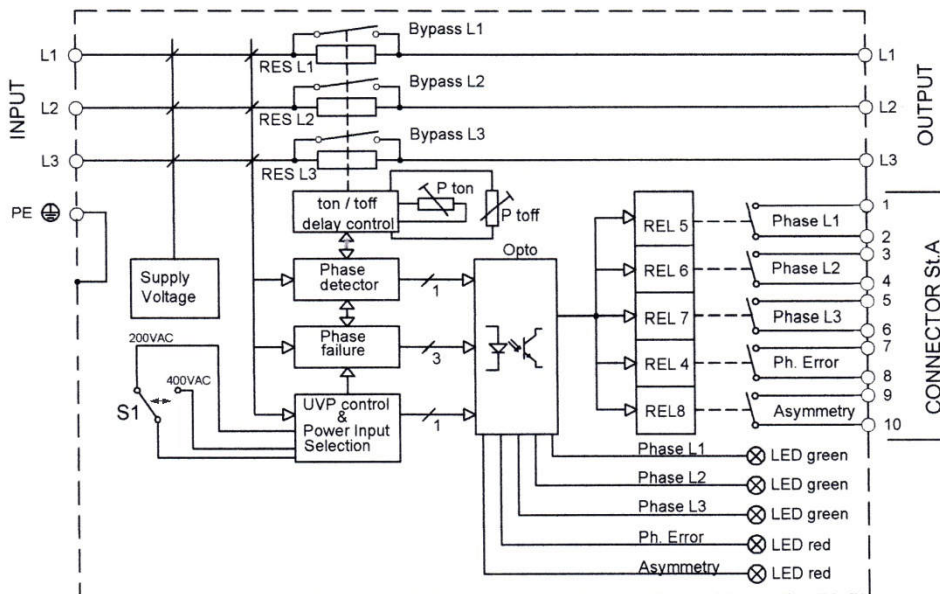 Bypass L1
L1
RES L1
L1
Bypass L2
L2
RES L2
L2
Bypass L3
L3
RES L3
L3
INPUT
OUTPUT
PE
ton / toff
delay control
P ton
P toff
Supply
Voltage
Phase
detector
1
Phase
failure
3
UVP control
&
Power Input
Selection
1
200VAC
400VAC
S1
Opto
REL 5
REL 6
REL 7
REL 4
REL8
Phase L1
1
2
Phase L2
3
4
Phase L3
5
6
Ph. Error
7
8
Asymmetry
9
10
CONNECTOR St.A
Phase L1
LED green
Phase L2
LED green
Phase L3
LED green
Ph. Error
LED red
Asymmetry
LED red